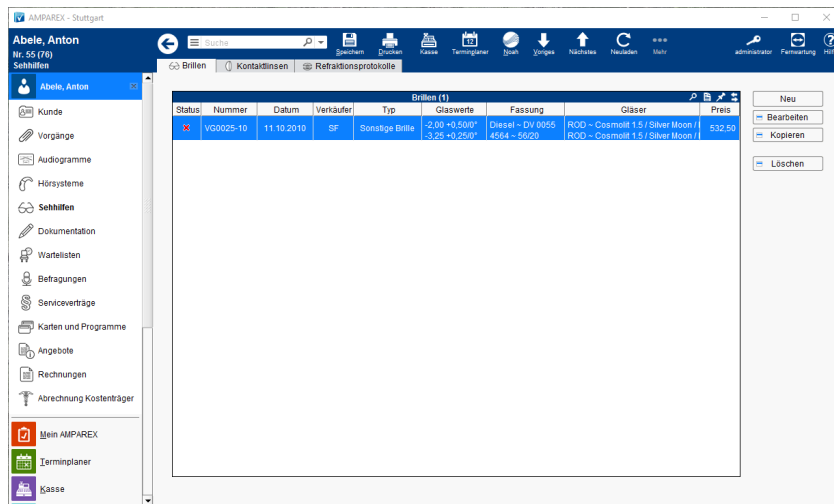 AMPAREX - Stuttgart
Abele, Anton
Nr. 55 (76)
Sehhilfen
Suche
Speichern
Drucken
Kasse
Terminplaner
Noah
Voriges
Nächstes
Neuladen
Mehr
administrator
Fernwartung
Hilf
Brillen
Kontaktlinsen
Refraktionsprotokolle
Abele, Anton
Kunde
Vorgänge
Audiogramme
Hörsysteme
Sehhilfen
Dokumentation
Wartelisten
Befragungen
Serviceverträge
Karten und Programme
Angebote
Rechnungen
Abrechnung Kostenträger
Mein AMPAREX
Terminplaner
Kasse
Brillen (1)
Status Nummer Datum Verkäufer Typ Glaswerte Fassung Gläser Preis
VG0025-10 11.10.2010 SF Sonstige Brille -2,00 +0,50/0° Diesel ~ DV 0055 ROD ~ Cosmolit 1.5 / Silver Moon / 532,50
-3,25 +0,25/0° 4564 ~ 56/20 ROD ~ Cosmolit 1.5 / Silver Moon /
Neu
Bearbeiten
Kopieren
Löschen